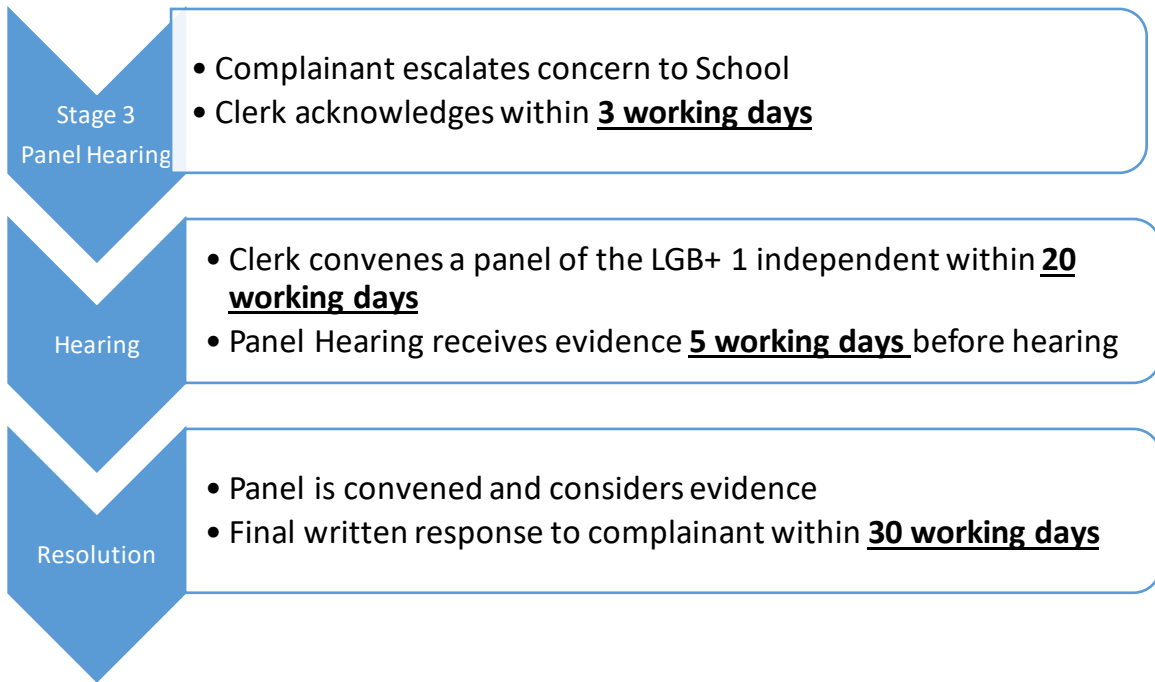 Stage 3
Panel Hearing
• Complainant escalates concern to School
• Clerk acknowledges within 3 working days
Hearing
• Clerk convenes a panel of the LGB+ 1 independent within 20
working days
• Panel Hearing receives evidence 5 working days before hearing
Resolution
• Panel is convened and considers evidence
• Final written response to complainant within 30 working days